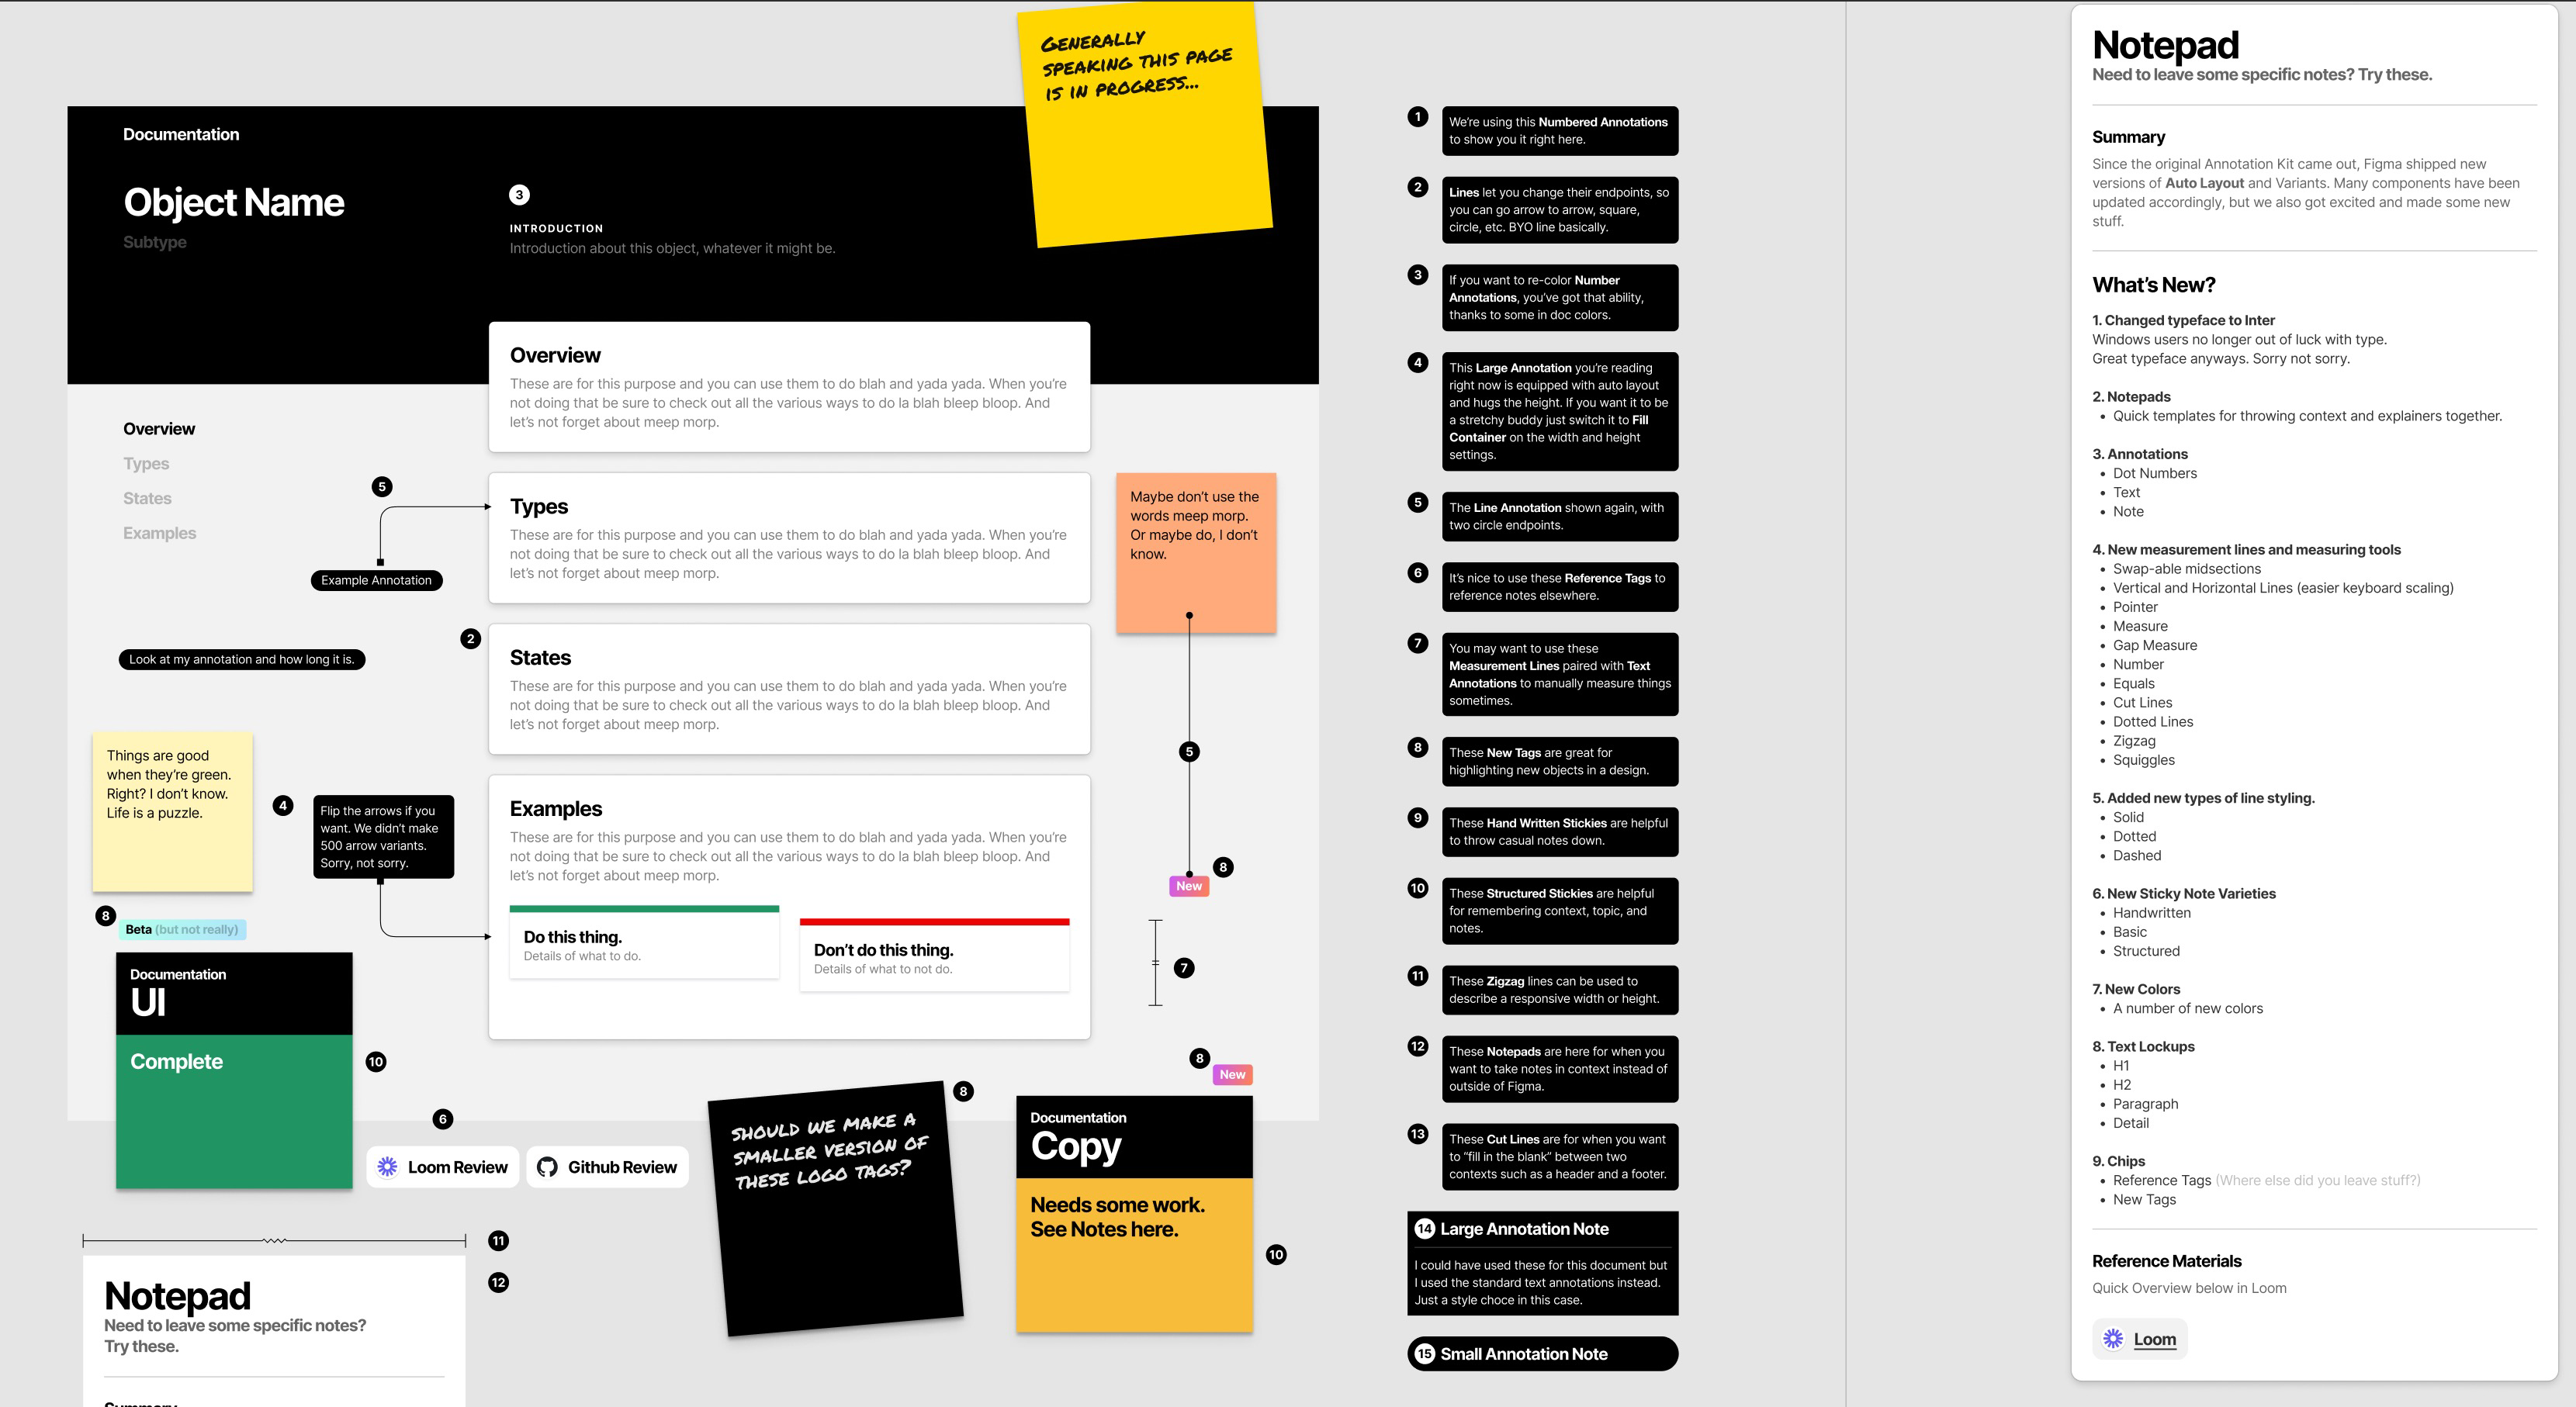 GENERALLY
SPEAKING THIS PAGE
IS IN PROGRESS...
Documentation
Object Name
Subtype
3
INTRODUCTION
Introduction about this object, whatever it might be.
Overview
These are for this purpose and you can use them to do blah and yada yada. When you’re
not doing that be sure to check out all the various ways to do la blah bleep bloop. And
let’s not forget about meep morp.
Overview
Types
States
Examples
5
Example Annotation
Types
These are for this purpose and you can use them to do blah and yada yada. When you’re
not doing that be sure to check out all the various ways to do la blah bleep bloop. And
let’s not forget about meep morp.
Maybe don’t use the
words meep morp.
Or maybe do, I don’t
know.
2
Look at my annotation and how long it is.
States
These are for this purpose and you can use them to do blah and yada yada. When you’re
not doing that be sure to check out all the various ways to do la blah bleep bloop. And
let’s not forget about meep morp.
5
Things are good
when they’re green.
Right? I don’t know.
Life is a puzzle.
4
Flip the arrows if you
want. We didn’t make
500 arrow variants.
Sorry, not sorry.
Examples
These are for this purpose and you can use them to do blah and yada yada. When you’re
not doing that be sure to check out all the various ways to do la blah bleep bloop. And
let’s not forget about meep morp.
Do this thing.
Details of what to do.
Don’t do this thing.
Details of what to not do.
8
New
7
8
Beta (but not really)
Documentation
UI
Complete
10
6
Loom Review
Github Review
8
SHOULD WE MAKE A
SMALLER VERSION OF
THESE LOGO TAGS?
8
New
Documentation
Copy
Needs some work.
See Notes here.
10
11
12
Notepad
Need to leave some specific notes?
Try these.
Summary
1
We’re using this Numbered Annotations
to show you it right here.
2
Lines let you change their endpoints, so
you can go arrow to arrow, square,
circle, etc. BYO line basically.
3
If you want to re-color Number
Annotations, you’ve got that ability,
thanks to some in doc colors.
4
This Large Annotation you’re reading
right now is equipped with auto layout
and hugs the height. If you want it to be
a stretchy buddy just switch it to Fill
Container on the width and height
settings.
5
The Line Annotation shown again, with
two circle endpoints.
6
It’s nice to use these Reference Tags to
reference notes elsewhere.
7
You may want to use these
Measurement Lines paired with Text
Annotations to manually measure things
sometimes.
8
These New Tags are great for
highlighting new objects in a design.
9
These Hand Written Stickies are helpful
to throw casual notes down.
10
These Structured Stickies are helpful
for remembering context, topic, and
notes.
11
These Zigzag lines can be used to
describe a responsive width or height.
12
These Notepads are here for when you
want to take notes in context instead of
outside of Figma.
13
These Cut Lines are for when you want
to “fill in the blank” between two
contexts such as a header and a footer.
14 Large Annotation Note
I could have used these for this document but
I used the standard text annotations instead.
Just a style choce in this case.
15 Small Annotation Note
Notepad
Need to leave some specific notes? Try these.
Summary
Since the original Annotation Kit came out, Figma shipped new
versions of Auto Layout and Variants. Many components have been
updated accordingly, but we also got excited and made some new
stuff.
What’s New?
1. Changed typeface to Inter
Windows users no longer out of luck with type.
Great typeface anyways. Sorry not sorry.
2. Notepads
• Quick templates for throwing context and explainers together.
3. Annotations
• Dot Numbers
• Text
• Note
4. New measurement lines and measuring tools
• Swap-able midsections
• Vertical and Horizontal Lines (easier keyboard scaling)
• Pointer
• Measure
• Gap Measure
• Number
• Equals
• Cut Lines
• Dotted Lines
• Zigzag
• Squiggles
5. Added new types of line styling.
• Solid
• Dotted
• Dashed
6. New Sticky Note Varieties
• Handwritten
• Basic
• Structured
7. New Colors
• A number of new colors
8. Text Lockups
• H1
• H2
• Paragraph
• Detail
9. Chips
• Reference Tags (Where else did you leave stuff?)
• New Tags
Reference Materials
Quick Overview below in Loom
Loom